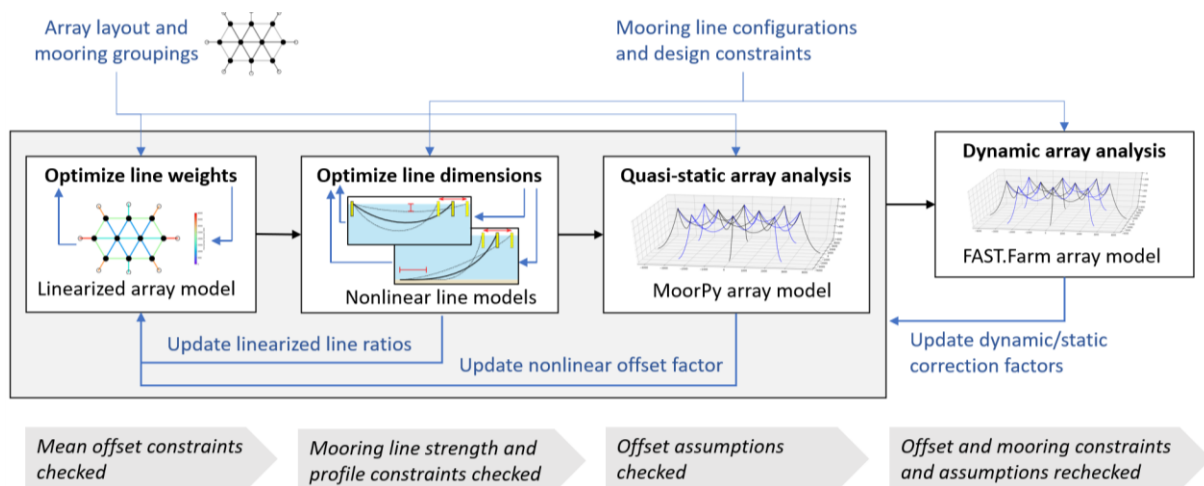 Array layout and
mooring groupings
Mooring line configurations
and design constraints
Optimize line weights
Linearized array model
Optimize line dimensions
Nonlinear line models
Quasi-static array analysis
MoorPy array model
Dynamic array analysis
FAST.Farm array model
Update linearized line ratios
Update nonlinear offset factor
Update dynamic/static
correction factors
Mean offset constraints
checked
Mooring line strength and
profile constraints checked
Offset assumptions
checked
Offset and mooring constraints
and assumptions rechecked